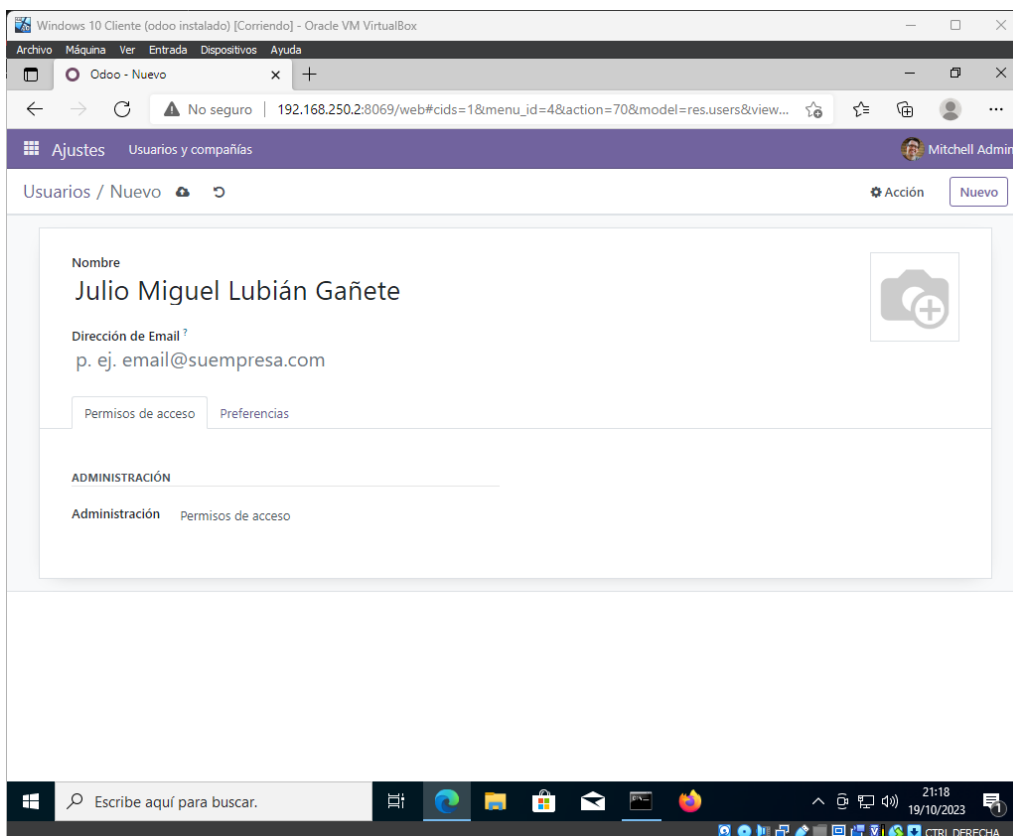 Windows 10 Cliente (odoo instalado) [Corriendo] - Oracle VM VirtualBox
Archivo Máquina Ver Entrada Dispositivos Ayuda
Odoo - Nuevo
No seguro | 192.168.250.2:8069/web#cids=1&menu_id=4&action=70&model=res.users&view...
Ajustes Usuarios y compañías Mitchell Admin
Usuarios / Nuevo Acción Nuevo
Nombre
Julio Miguel Lubián Gañete
Dirección de Email ?
p. ej. email@suempresa.com
Permisos de acceso Preferencias
ADMINISTRACIÓN
Administración Permisos de acceso
Escribe aquí para buscar. 21:18
19/10/2023
1
CTRL DERECHA